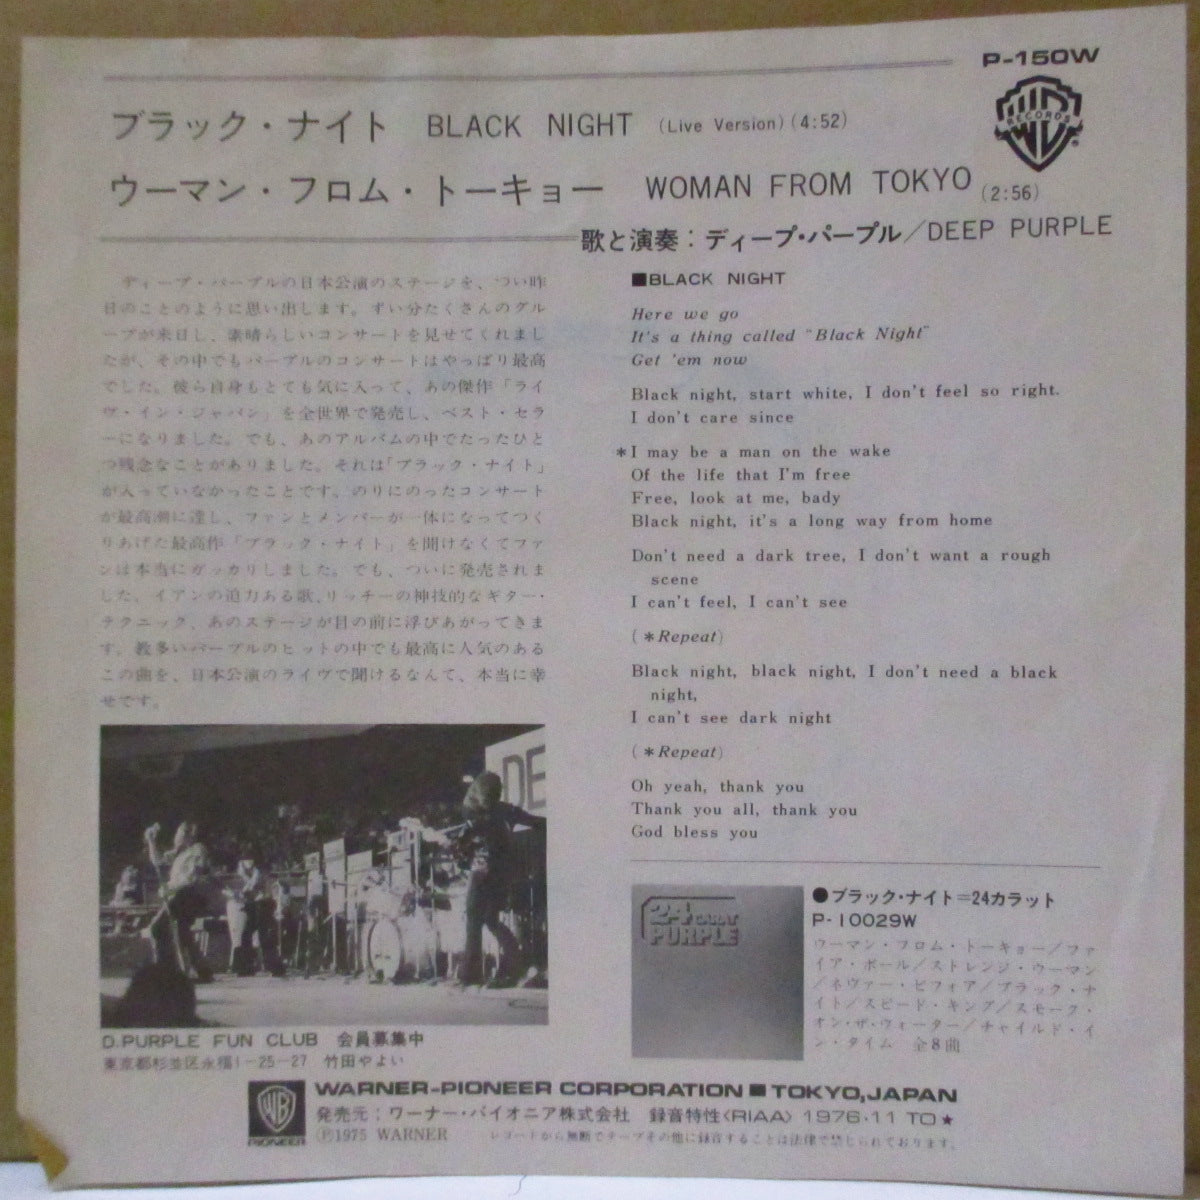 P-150W
ブラック・ナイト BLACK NIGHT (Live Version) (4:52)
WB
RECORDS
ウーマン・フロム・トーキョー WOMAN FROM TOKYO (2:56)
歌と演奏：ディープ・パープル／DEEP PURPLE
ディープ・パープルの日本公演のステージを、つい昨
日のことのように思い出します。ずい分たくさんのグル
ープが来日し、素晴らしいコンサートを見せてくれまし
たが、その中でもパープルのコンサートはやっぱり最高
でした。彼ら自身もとても気に入って、あの傑作「ライ
ヴ・イン・ジャパン」を全世界で発売し、ベスト・セラ
ーになりました。でも、あのアルバムの中でたったひと
つ残念なことがありました。それは「ブラック・ナイト」
が入っていなかったことです。のりにのったコンサート
が最高潮に達し、ファンとメンバーが一体になってつく
りあげた最高作「ブラック・ナイト」を聞けなくてファ
ンは本当にガッカリしました。でも、ついに発売されま
した、イアンの迫力ある歌、リッチーの神技的なギター・
テクニック、あのステージが目の前に浮びあがってきま
す。数多いパープルのヒットの中でも最高に人気のある
この曲を、日本公演のライヴで聞けるなんて、本当に幸
せです。
DE
D.PURPLE FUN CLUB 会員募集中
東京都杉並区永福1-25-27 竹田やよい
■BLACK NIGHT
Here we go
It's a thing called "Black Night"
Get 'em now
Black night, start white, I don't feel so right.
I don't care since
*I may be a man on the wake
Of the life that I'm free
Free, look at me, bady
Black night, it's a long way from home
Don't need a dark tree, I don't want a rough
scene
I can't feel, I can't see
(*Repeat)
Black night, black night, I don't need a black
night,
I can't see dark night
(*Repeat)
Oh yeah, thank you
Thank you all, thank you
God bless you
24 CARAT
PURPLE
●ブラック・ナイト＝24カラット
P-10029W
ウーマン・フロム・トーキョー／ファ
イア・ボール／ストレンジ・ウーマン
／ネヴァー・ビフォア／ブラック・ナ
イト／スピード・キング／スモーク・
オン・ザ・ウォーター／チャイルド・イ
ン・タイム 全8曲
WB
PIONEER
WARNER-PIONEER CORPORATION ■ TOKYO, JAPAN
発売元：ワーナー・パイオニア株式会社 録音特性〈RIAA〉 1976・11 TO★
Ⓟ1975 WARNER レコードから無断でテープその他に録音することは法律で禁じられております。